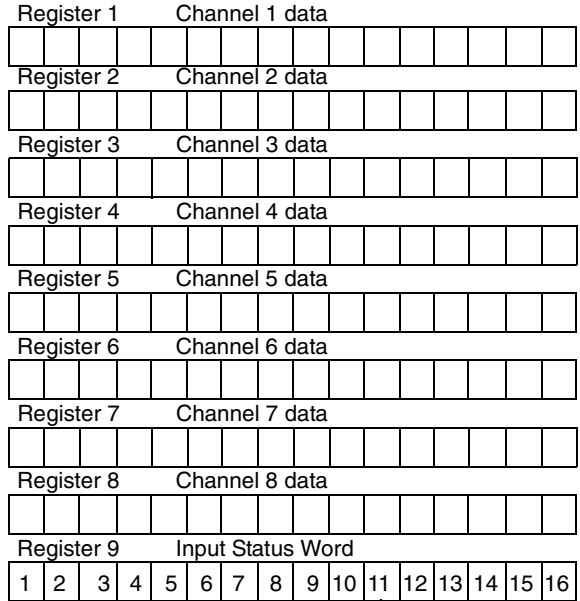 Register 1 Channel 1 data
Register 2 Channel 2 data
Register 3 Channel 3 data
Register 4 Channel 4 data
Register 5 Channel 5 data
Register 6 Channel 6 data
Register 7 Channel 7 data
Register 8 Channel 8 data
Register 9 Input Status Word
1 2 3 4 5 6 7 8 9 10 11 12 13 14 15 16